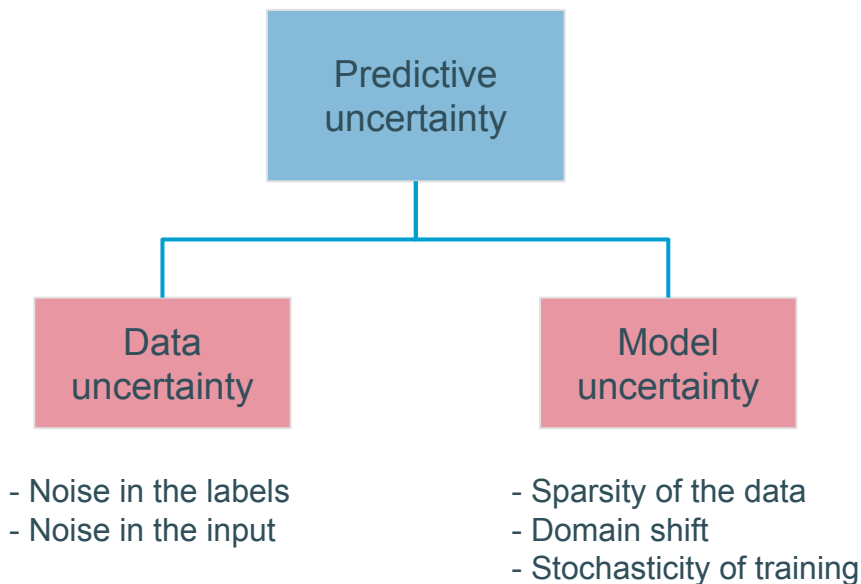 Predictive
uncertainty
Data
uncertainty
Model
uncertainty
- Noise in the labels
- Noise in the input
- Sparsity of the data
- Domain shift
- Stochasticity of training